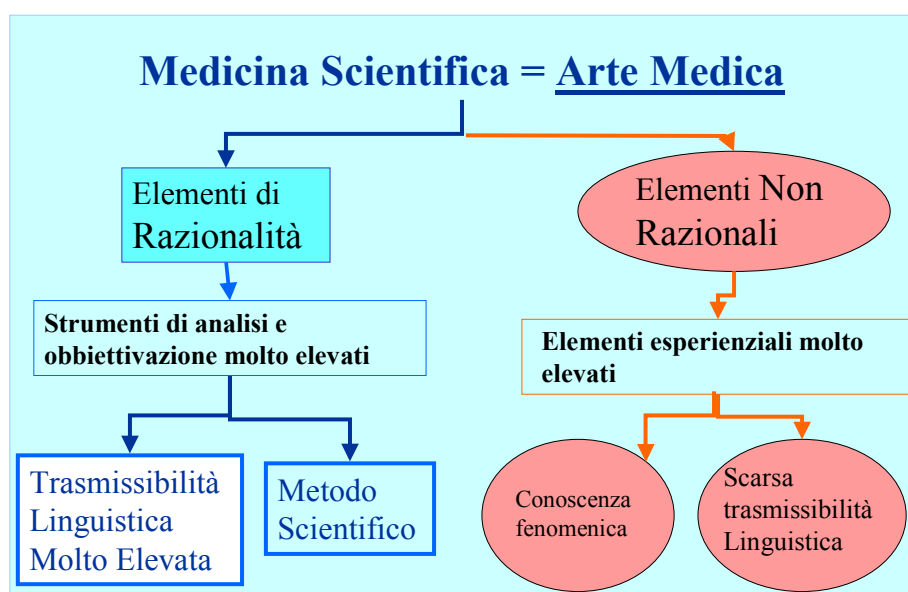 Medicina Scientifica = Arte Medica
Elementi di
Razionalità
Elementi Non
Razionali
Strumenti di analisi e
obbiettivazione molto elevati
Elementi esperienziali molto
elevati
Trasmissibilità
Linguistica
Molto Elevata
Metodo
Scientifico
Conoscenza
fenomenica
Scarsa
trasmissibilità
Linguistica